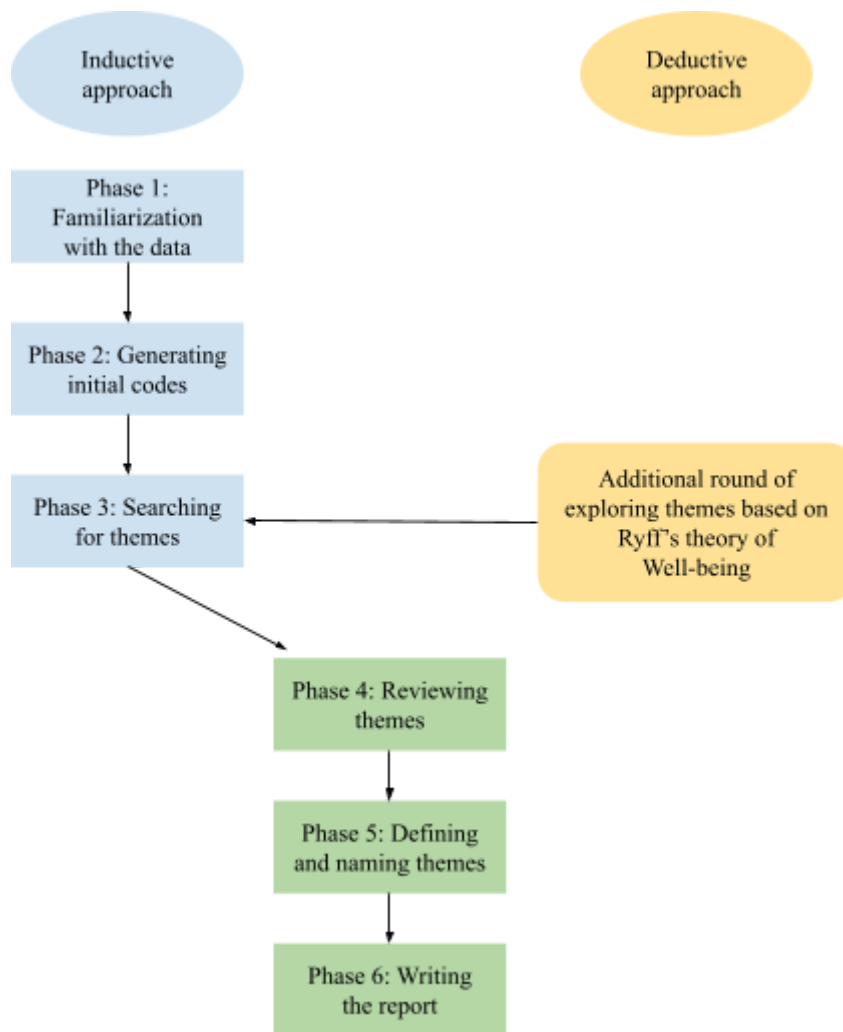 Inductive
approach
Deductive
approach
Phase 1:
Familiarization
with the data
Phase 2: Generating
initial codes
Phase 3: Searching
for themes
Additional round of
exploring themes based on
Ryff's theory of
Well-being
Phase 4: Reviewing
themes
Phase 5: Defining
and naming themes
Phase 6: Writing
the report